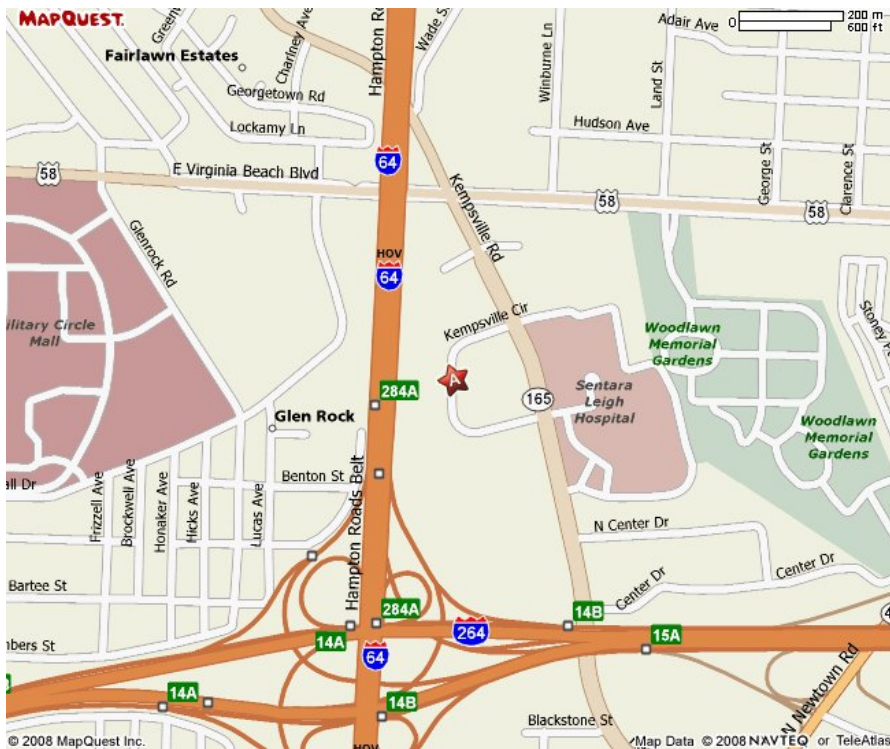 MAPQUEST.
200 m
0
600 ft
Adair Ave
Fairlawn Estates
Charlney Ave
Hampton Roads
Wade S
Winburne Ln
Land St
Georgetown Rd
Lockamy Ln
Hudson Ave
George St
Clarence St
64
58
E Virginia Beach Blvd
Kempsville Rd
58
58
Glenrock Rd
HOV
64
Kempsville Cir
Stoney R
ilitary Circle
Mall
Woodlawn
Memorial
Gardens
A
284A
Sentara
Leigh
Hospital
165
Glen Rock
Woodlawn
Memorial
Gardens
all Dr
Frizzell Ave
Brockwell Ave
Honaker Ave
Hicks Ave
Lucas Ave
Benton St
Hampton Roads Belt
N Center Dr
Bartee St
Center Dr
Center Dr
284A
14B
mbers St
14A
264
15A
4
64
14A
14B
N Newtown Rd
Blackstone St
HOV
© 2008 MapQuest Inc.
Map Data © 2008 NAVTEQ or TeleAtlas